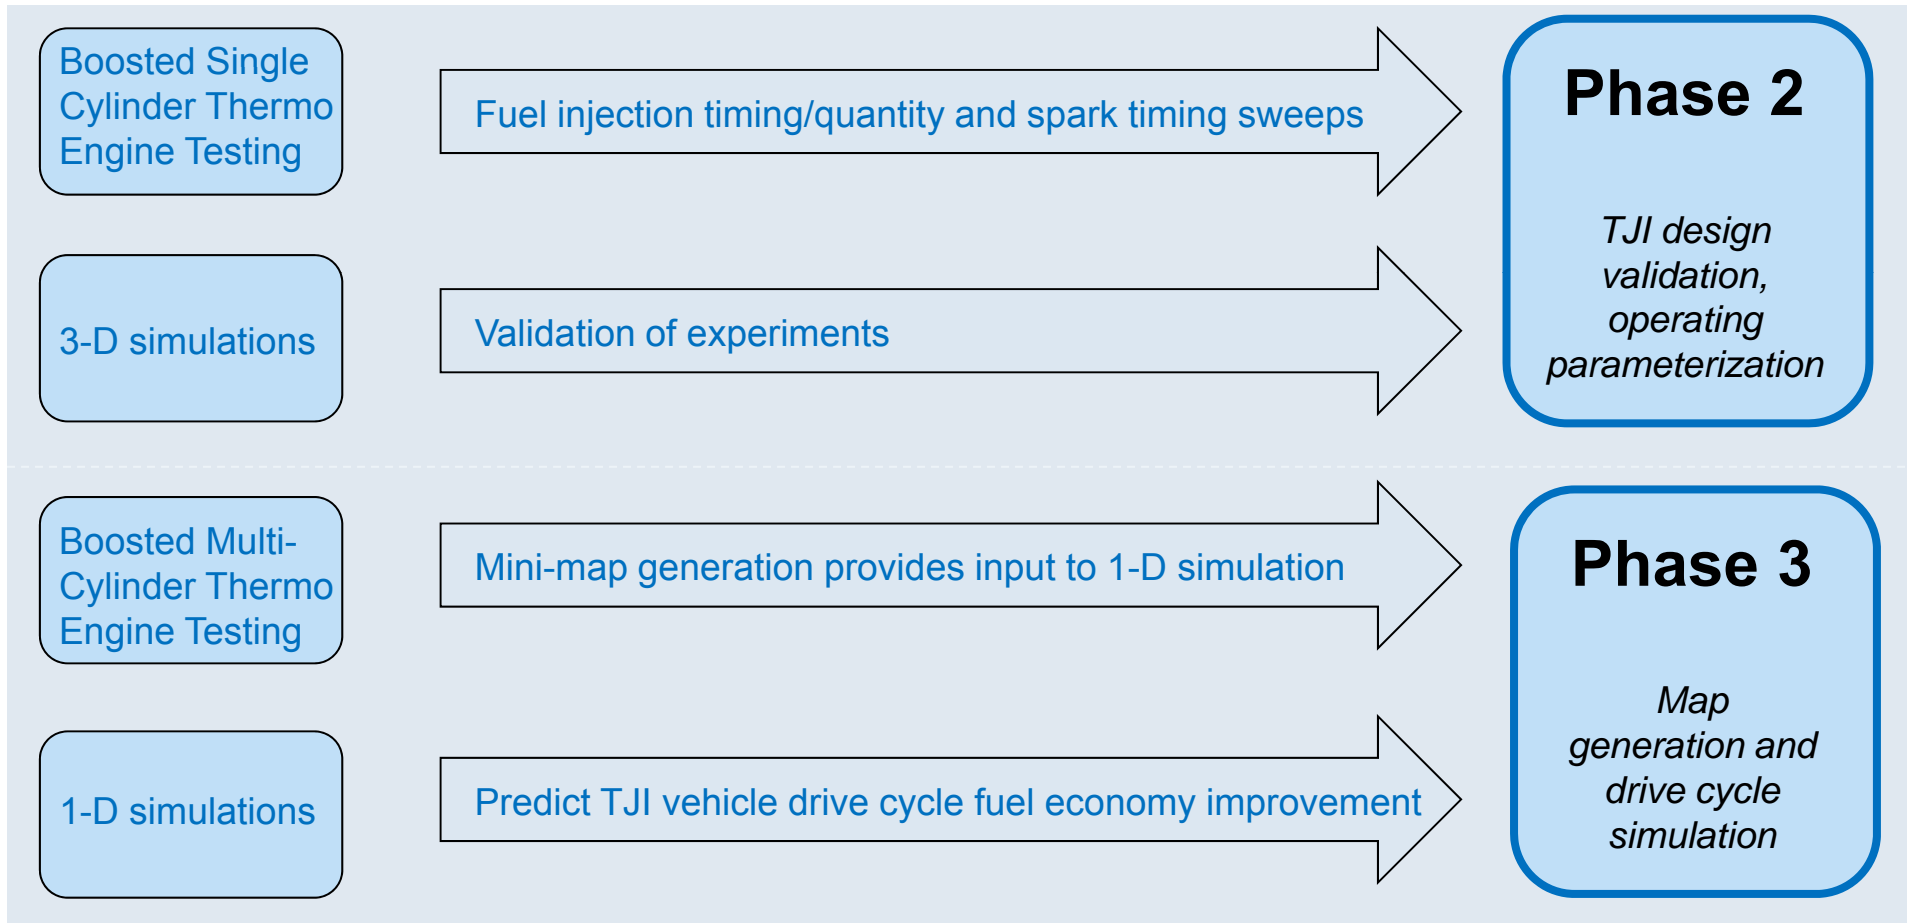 Boosted Single
Cylinder Thermo
Engine Testing
Fuel injection timing/quantity and spark timing sweeps
Phase 2
TJI design
validation,
operating
parameterization
3-D simulations
Validation of experiments
Boosted Multi-
Cylinder Thermo
Engine Testing
Mini-map generation provides input to 1-D simulation
Phase 3
Map
generation and
drive cycle
simulation
1-D simulations
Predict TJI vehicle drive cycle fuel economy improvement